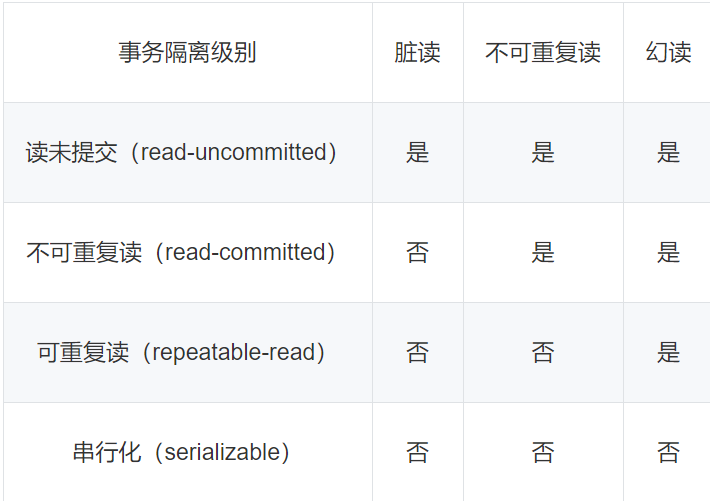 事务隔离级别 脏读 不可重复读 幻读
读未提交（read-uncommitted） 是 是 是
不可重复读（read-committed） 否 是 是
可重复读（repeatable-read） 否 否 是
串行化（serializable） 否 否 否